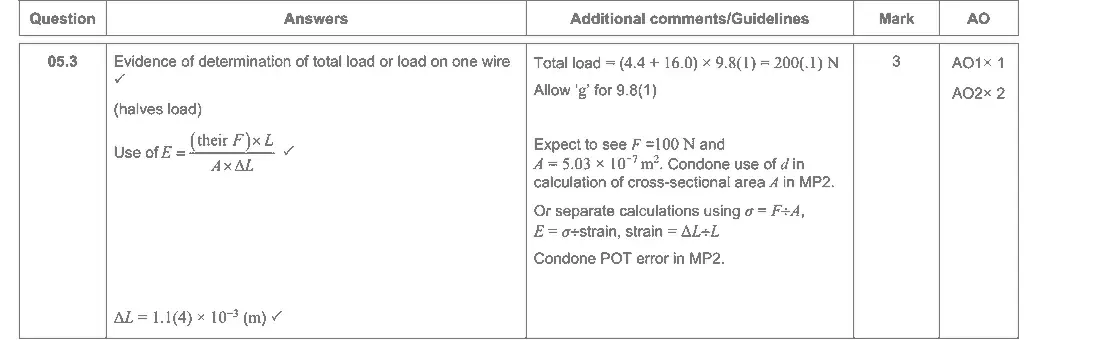 Question Answers Additional comments/Guidelines Mark AO
05.3 Evidence of determination of total load or load on one wire Total load = (4.4 + 16.0) × 9.8(1) = 200(.1) N 3 AO1× 1
✓
(halves load) Allow 'g' for 9.8(1) AO2× 2
Use of E = (their F)× L / A× ΔL ✓
Expect to see F =100 N and
A = 5.03 × 10⁻⁷ m². Condone use of d in
calculation of cross-sectional area A in MP2.
Or separate calculations using σ = F÷A,
E = σ÷strain, strain = ΔL÷L
Condone POT error in MP2.
ΔL = 1.1(4) × 10⁻³ (m) ✓